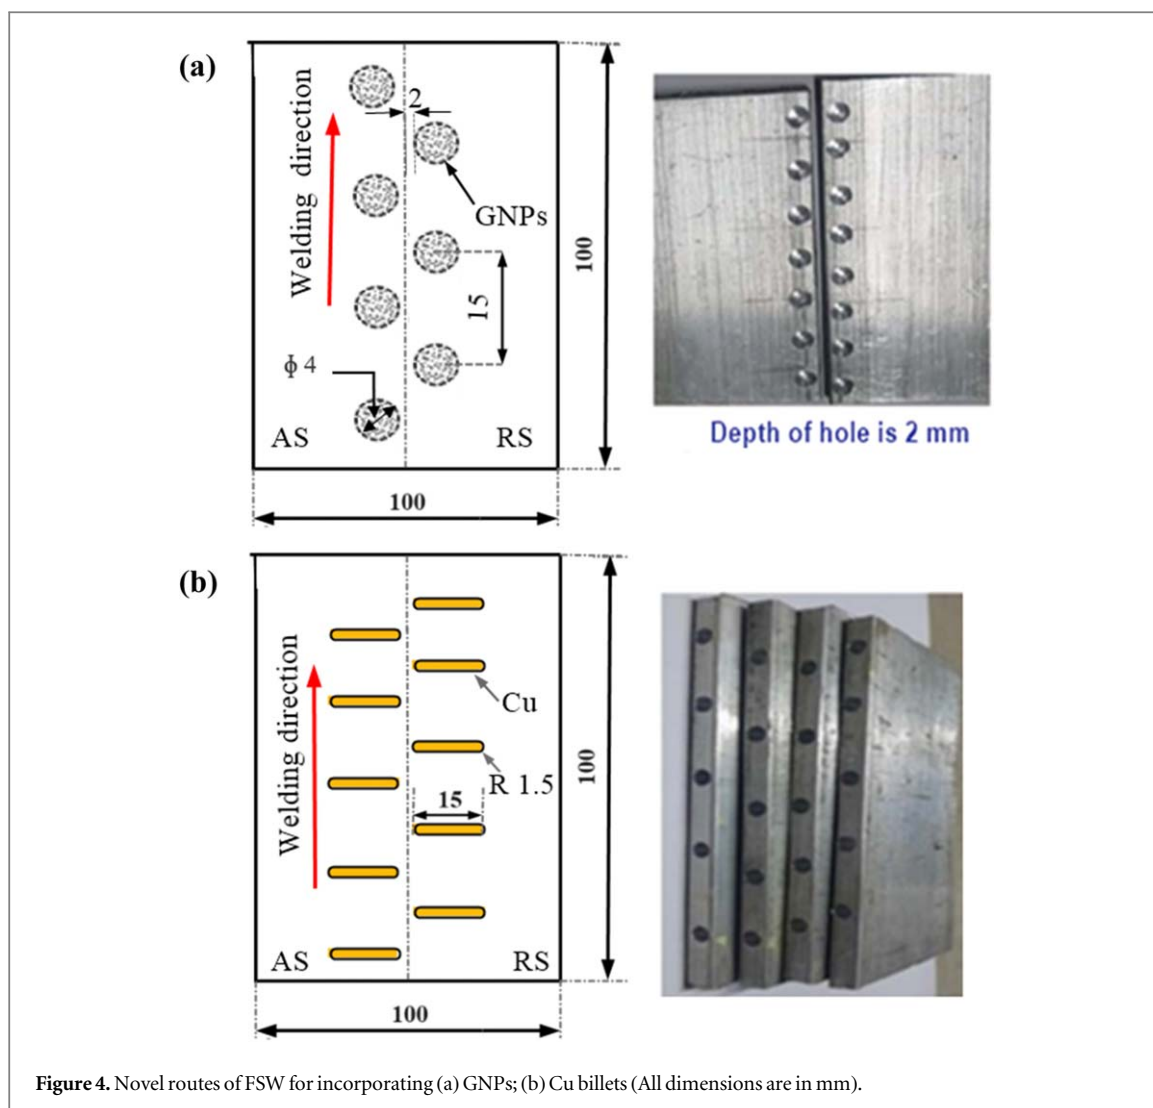 (a)
2
Welding direction
GNPs
100
15
ϕ 4
AS
RS
100
Depth of hole is 2 mm
(b)
Welding direction
Cu
R 1.5
15
100
AS
RS
100
Figure 4. Novel routes of FSW for incorporating (a) GNPs; (b) Cu billets (All dimensions are in mm).